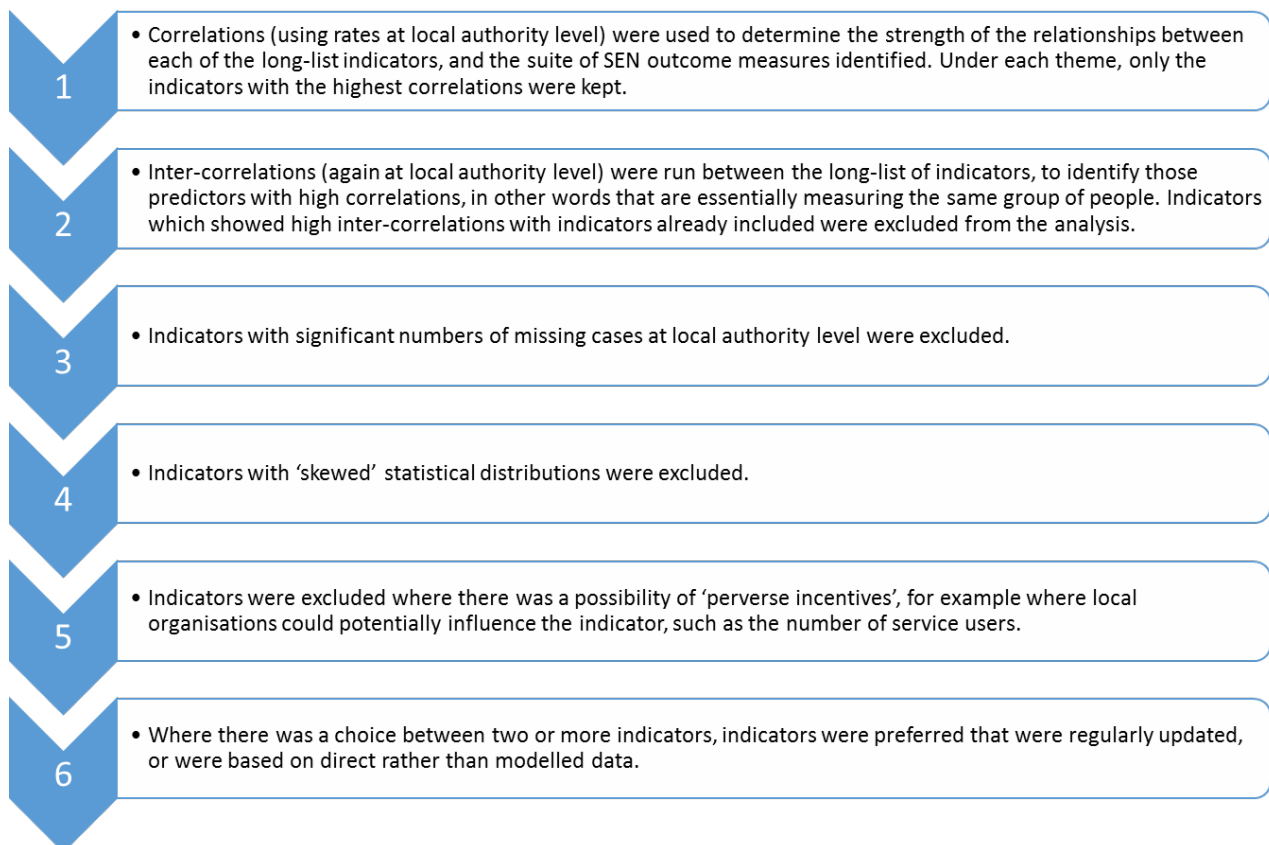 1
• Correlations (using rates at local authority level) were used to determine the strength of the relationships between
each of the long-list indicators, and the suite of SEN outcome measures identified. Under each theme, only the
indicators with the highest correlations were kept.
2
• Inter-correlations (again at local authority level) were run between the long-list of indicators, to identify those
predictors with high correlations, in other words that are essentially measuring the same group of people. Indicators
which showed high inter-correlations with indicators already included were excluded from the analysis.
3
• Indicators with significant numbers of missing cases at local authority level were excluded.
4
• Indicators with ‘skewed’ statistical distributions were excluded.
5
• Indicators were excluded where there was a possibility of ‘perverse incentives’, for example where local
organisations could potentially influence the indicator, such as the number of service users.
6
• Where there was a choice between two or more indicators, indicators were preferred that were regularly updated,
or were based on direct rather than modelled data.